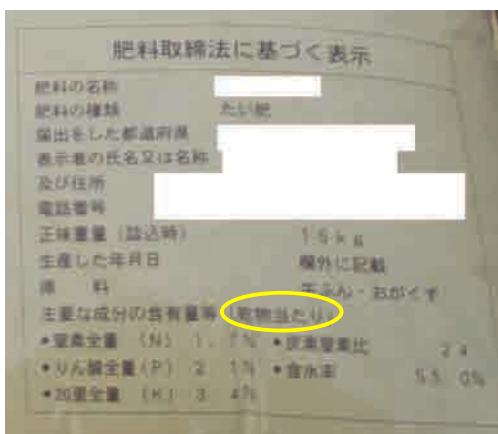 肥料取締法に基づく表示
肥料の名称
肥料の種類 たい肥
届出をした都道府県
表示者の氏名又は名称
及び住所
電話番号
正味重量（詰込時） 15kg
生産した年月日 欄外に記載
原 料 牛ふん・おがくず
主要な成分の含有量等（乾物当たり）
•窒素全量 (N) 1. 7% •炭素窒素比 24
•りん酸全量(P) 2. 1% •含水率 55. 0%
•加里全量 (K) 3. 4%